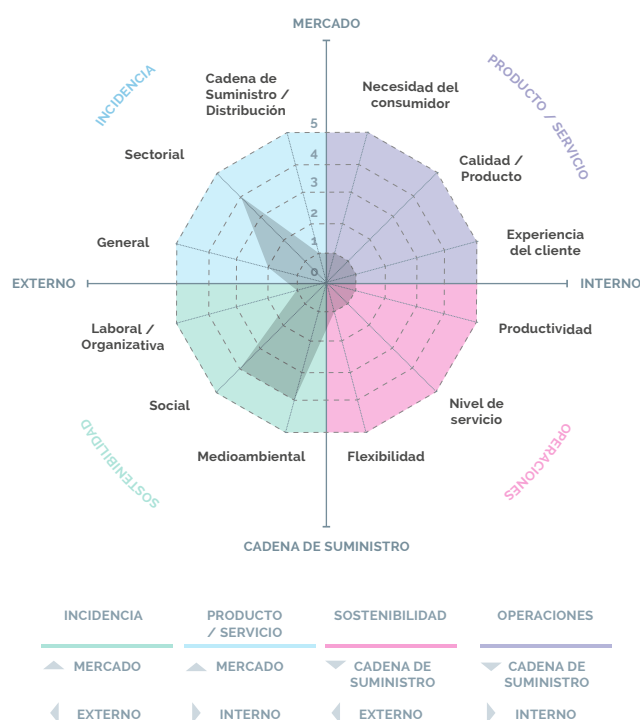 MERCADO
INCIDENCIA
PRODUCTO / SERVICIO
Cadena de
Suministro /
Distribución
Necesidad del
consumidor
Sectorial
Calidad /
Producto
General
Experiencia
del cliente
5
4
3
2
1
0
EXTERNO
INTERNO
Laboral /
Organizativa
Productividad
Social
Nivel de
servicio
Medioambiental
Flexibilidad
SOSTENIBILIDAD
OPERACIONES
CADENA DE SUMINISTRO
INCIDENCIA
PRODUCTO
/ SERVICIO
SOSTENIBILIDAD
OPERACIONES
MERCADO
MERCADO
CADENA DE
SUMINISTRO
CADENA DE
SUMINISTRO
EXTERNO
INTERNO
EXTERNO
INTERNO